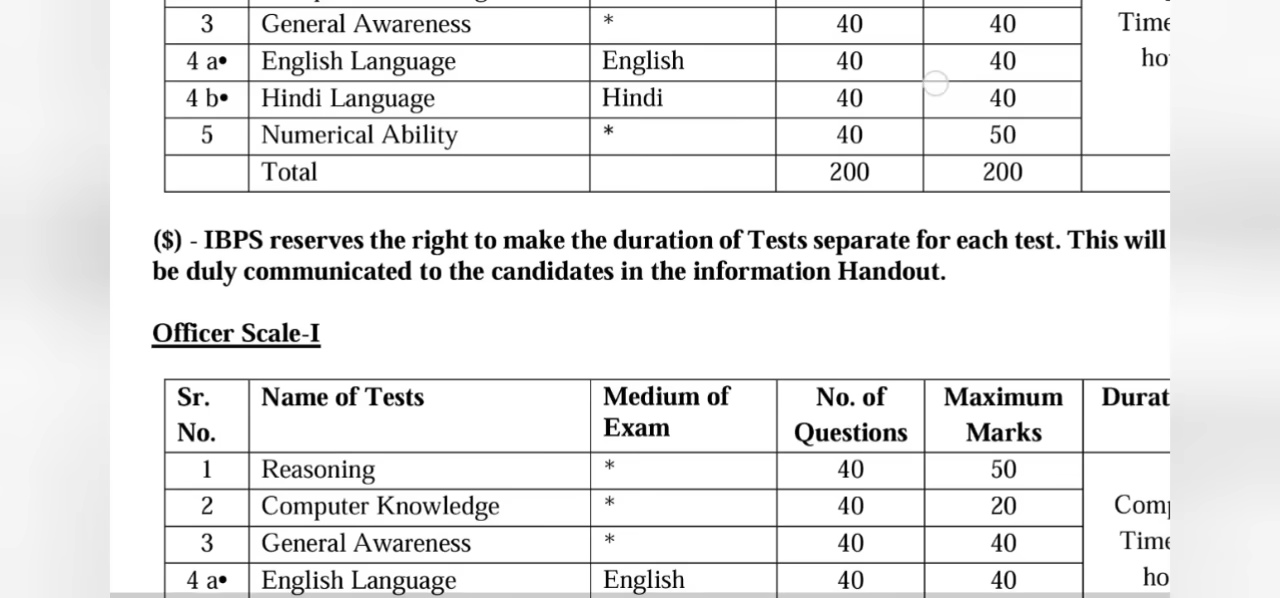 3 General Awareness * 40 40
4 a• English Language English 40 40
4 b• Hindi Language Hindi 40 40
5 Numerical Ability * 40 50
Total 200 200
($) - IBPS reserves the right to make the duration of Tests separate for each test. This will
be duly communicated to the candidates in the information Handout.
Officer Scale-I
Sr. No. Name of Tests Medium of Exam No. of Questions Maximum Marks
1 Reasoning * 40 50
2 Computer Knowledge * 40 20
3 General Awareness * 40 40
4 a• English Language English 40 40